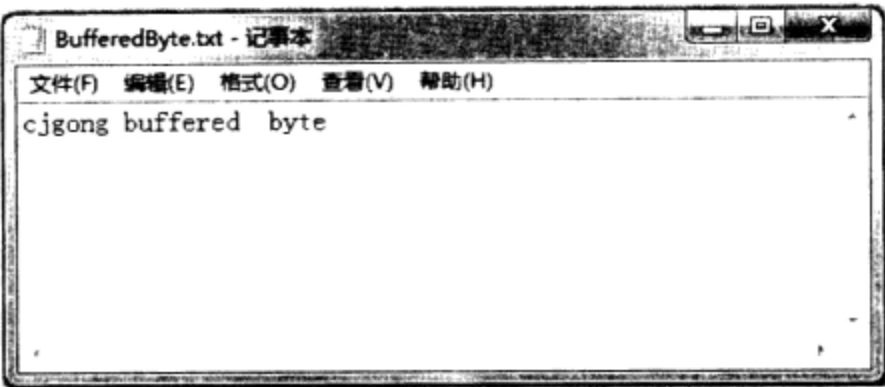 BufferedByte.txt - 记事本
文件(F) 编辑(E) 格式(O) 查看(V) 帮助(H)
cjgong buffered  byte